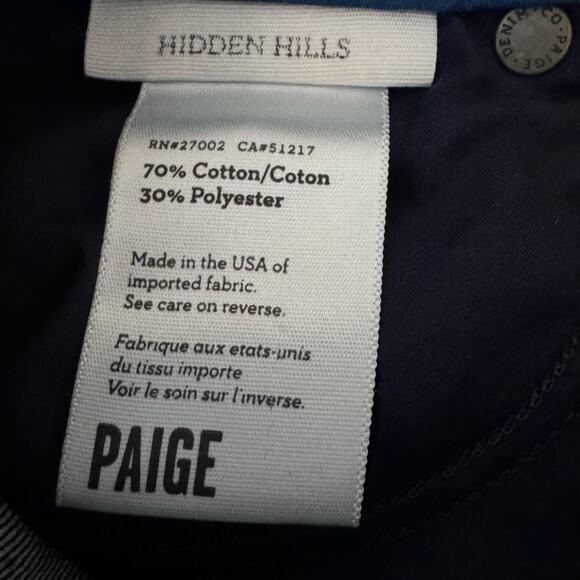 HIDDEN HILLS
DENIM & CO • PAIGE •
RN#27002 CA#51217
70% Cotton/Coton
30% Polyester
Made in the USA of
imported fabric.
See care on reverse.
Fabrique aux etats-unis
du tissu importe
Voir le soin sur l'inverse.
PAIGE